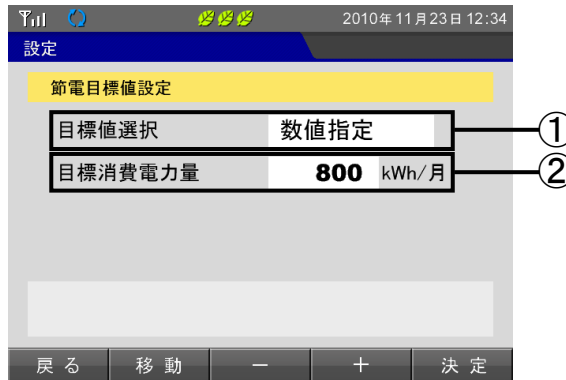 2010年11月23日 12:34
設定
節電目標値設定
目標値選択 数値指定 ①
目標消費電力量 800 kWh/月 ②
戻る 移動 － ＋ 決定